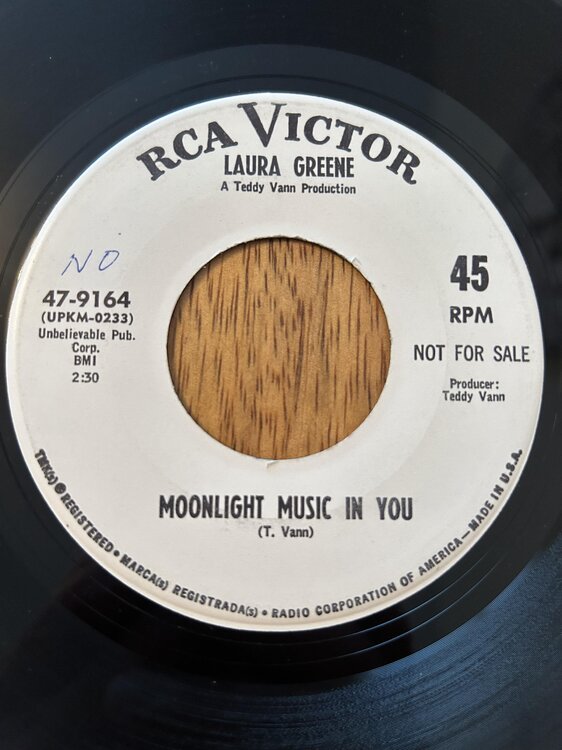 RCA VICTOR
LAURA GREENE
A Teddy Vann Production
NO
47-9164
(UPKM-0233)
Unbelievable Pub.
Corp.
BMI
2:30
45
RPM
NOT FOR SALE
Producer:
Teddy Vann
MOONLIGHT MUSIC IN YOU
(T. Vann)
TMK(s) ® REGISTERED • MARCA(s) REGISTRADA(s) • RADIO CORPORATION OF AMERICA—MADE IN U.S.A.